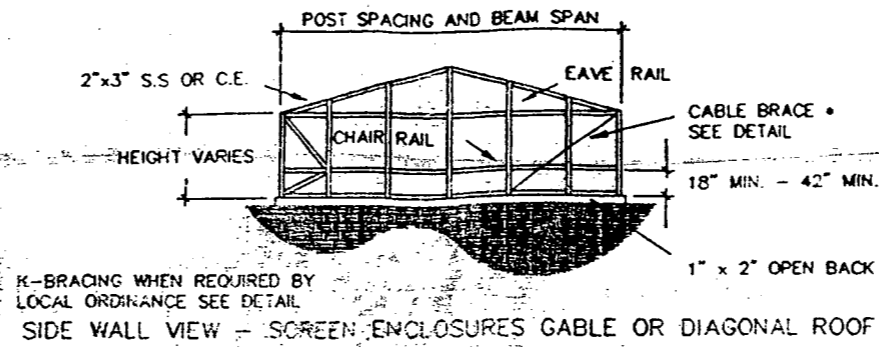 POST SPACING AND BEAM SPAN
2"x3" S.S OR C.E.
EAVE RAIL
CABLE BRACE •
SEE DETAIL
CHAIR RAIL
HEIGHT VARIES
18" MIN. - 42" MIN.
1" x 2" OPEN BACK
K-BRACING WHEN REQUIRED BY
LOCAL ORDINANCE SEE DETAIL
SIDE WALL VIEW - SCREEN ENCLOSURES GABLE OR DIAGONAL ROOF